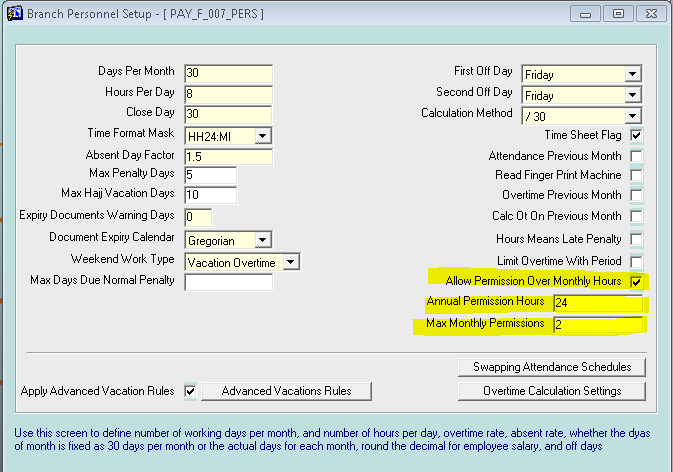 Branch Personnel Setup - [ PAY_F_007_PERS ]
Days Per Month 30
Hours Per Day 8
Close Day 30
Time Format Mask HH24:MI
Absent Day Factor 1.5
Max Penalty Days 5
Max Hajj Vacation Days 10
Expiry Documents Warning Days 0
Document Expiry Calendar Gregorian
Weekend Work Type Vacation Overtime
Max Days Due Normal Penalty
First Off Day Friday
Second Off Day Friday
Calculation Method / 30
Time Sheet Flag
Attendance Previous Month
Read Finger Print Machine
Overtime Previous Month
Calc Ot On Previous Month
Hours Means Late Penalty
Limit Overtime With Period
Allow Permission Over Monthly Hours
Annual Permission Hours 24
Max Monthly Permissions 2
Swapping Attendance Schedules
Apply Advanced Vacation Rules Advanced Vacations Rules Overtime Calculation Settings
Use this screen to define number of working days per month, and number of hours per day, overtime rate, absent rate, whether the dyas
of month is fixed as 30 days per month or the actual days for each month, round the decimal for employee salary, and off days